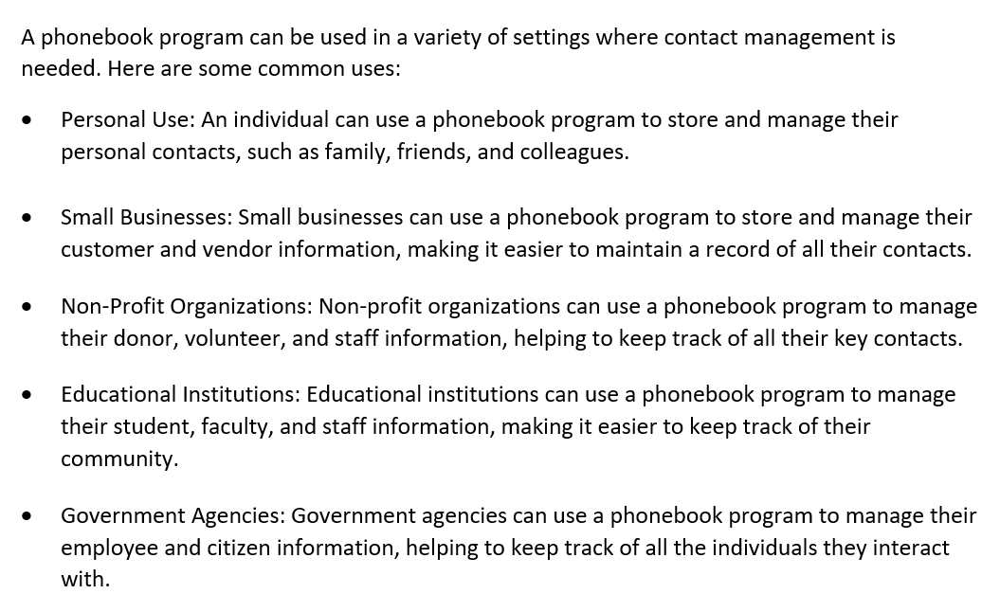 A phonebook program can be used in a variety of settings where contact management is
needed. Here are some common uses:
• Personal Use: An individual can use a phonebook program to store and manage their
personal contacts, such as family, friends, and colleagues.
• Small Businesses: Small businesses can use a phonebook program to store and manage their
customer and vendor information, making it easier to maintain a record of all their contacts.
• Non-Profit Organizations: Non-profit organizations can use a phonebook program to manage
their donor, volunteer, and staff information, helping to keep track of all their key contacts.
• Educational Institutions: Educational institutions can use a phonebook program to manage
their student, faculty, and staff information, making it easier to keep track of their
community.
• Government Agencies: Government agencies can use a phonebook program to manage their
employee and citizen information, helping to keep track of all the individuals they interact
with.